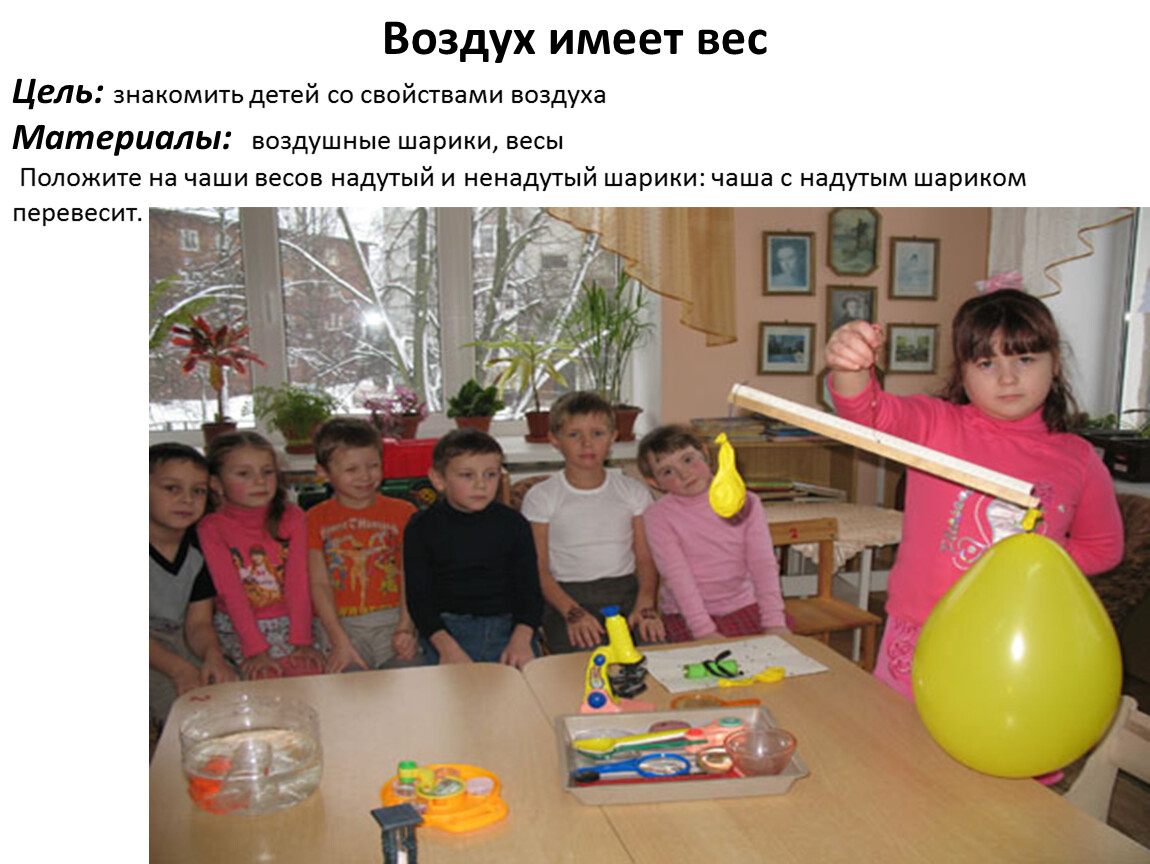 Воздух имеет вес
Цель: знакомить детей со свойствами воздуха
Материалы: воздушные шарики, весы
Положите на чаши весов надутый и ненадутый шарики: чаша с надутым шариком
перевесит.